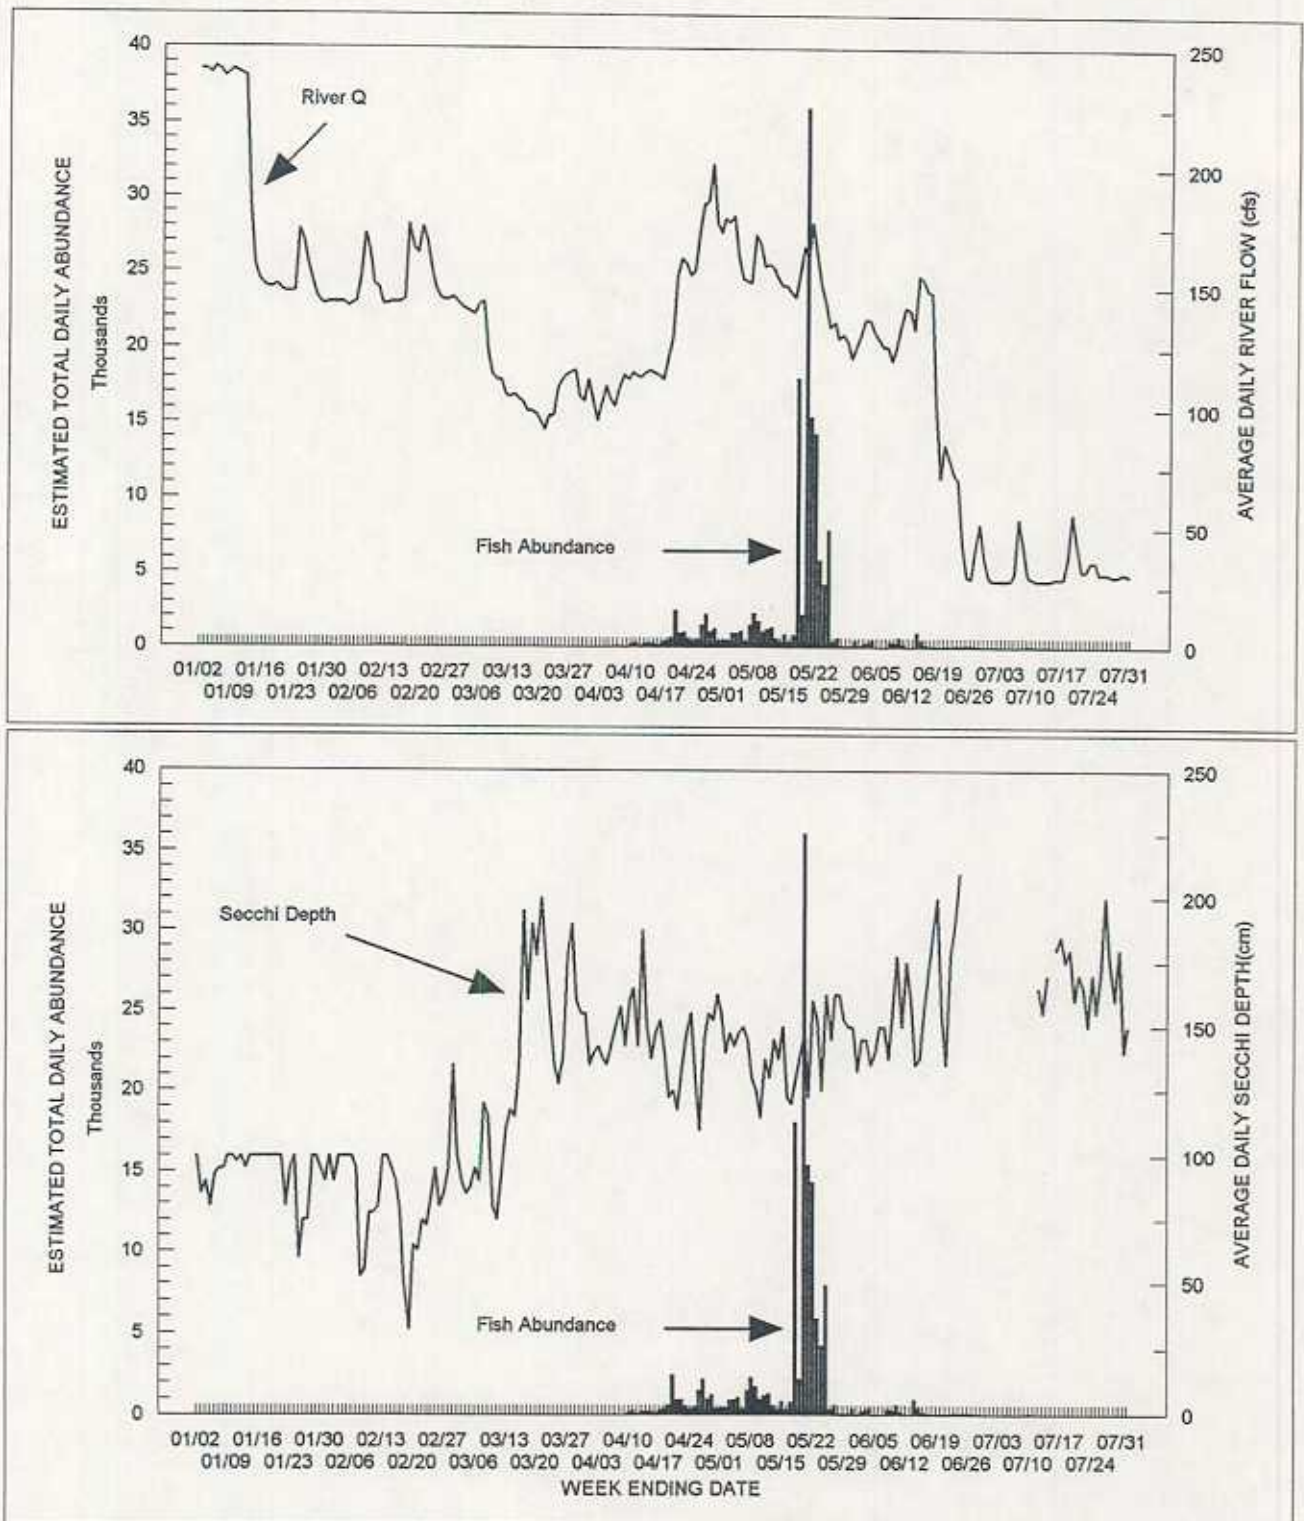 40
35
30
25
20
15
10
5
0
ESTIMATED TOTAL DAILY ABUNDANCE
Thousands
River Q
Fish Abundance
250
200
150
100
50
0
AVERAGE DAILY RIVER FLOW (cfs)
01/02 01/16 01/30 02/13 02/27 03/13 03/27 04/10 04/24 05/08 05/22 06/05 06/19 07/03 07/17 07/31
01/09 01/23 02/06 02/20 03/06 03/20 04/03 04/17 05/01 05/15 05/29 06/12 06/26 07/10 07/24
40
35
30
25
20
15
10
5
0
ESTIMATED TOTAL DAILY ABUNDANCE
Thousands
Secchi Depth
Fish Abundance
250
200
150
100
50
0
AVERAGE DAILY SECCHI DEPTH(cm)
01/02 01/16 01/30 02/13 02/27 03/13 03/27 04/10 04/24 05/08 05/22 06/05 06/19 07/03 07/17 07/31
01/09 01/23 02/06 02/20 03/06 03/20 04/03 04/17 05/01 05/15 05/29 06/12 06/26 07/10 07/24
WEEK ENDING DATE